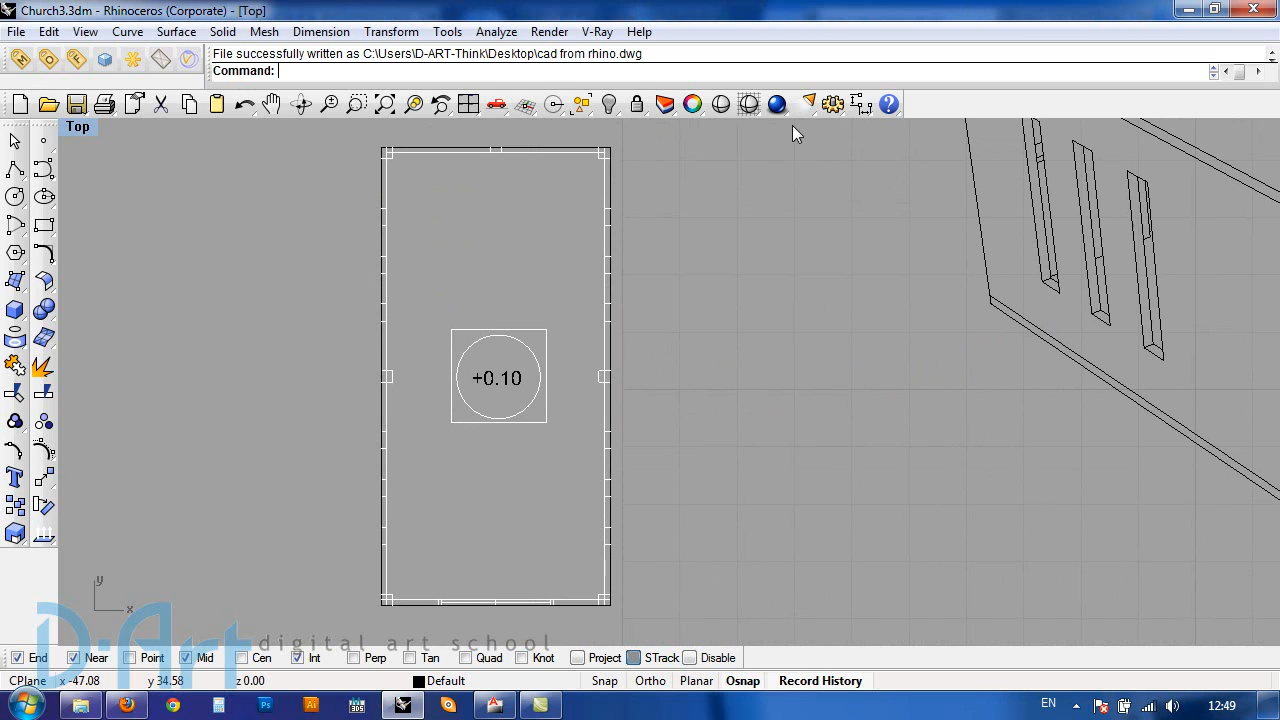 Church3.3dm - Rhinoceros (Corporate) - [Top]
File Edit View Curve Surface Solid Mesh Dimension Transform Tools Analyze Render V-Ray Help
File successfully written as C:\Users\D-ART-Think\Desktop\cad from rhino.dwg
Command:
Top
+0.10
y
x
D-Art digital art school
End Near Point Mid Cen Int Perp Tan Quad Knot Project STrack Disable
CPlane x -47.08 y 34.58 z 0.00 Default Snap Ortho Planar Osnap Record History
EN 12:49